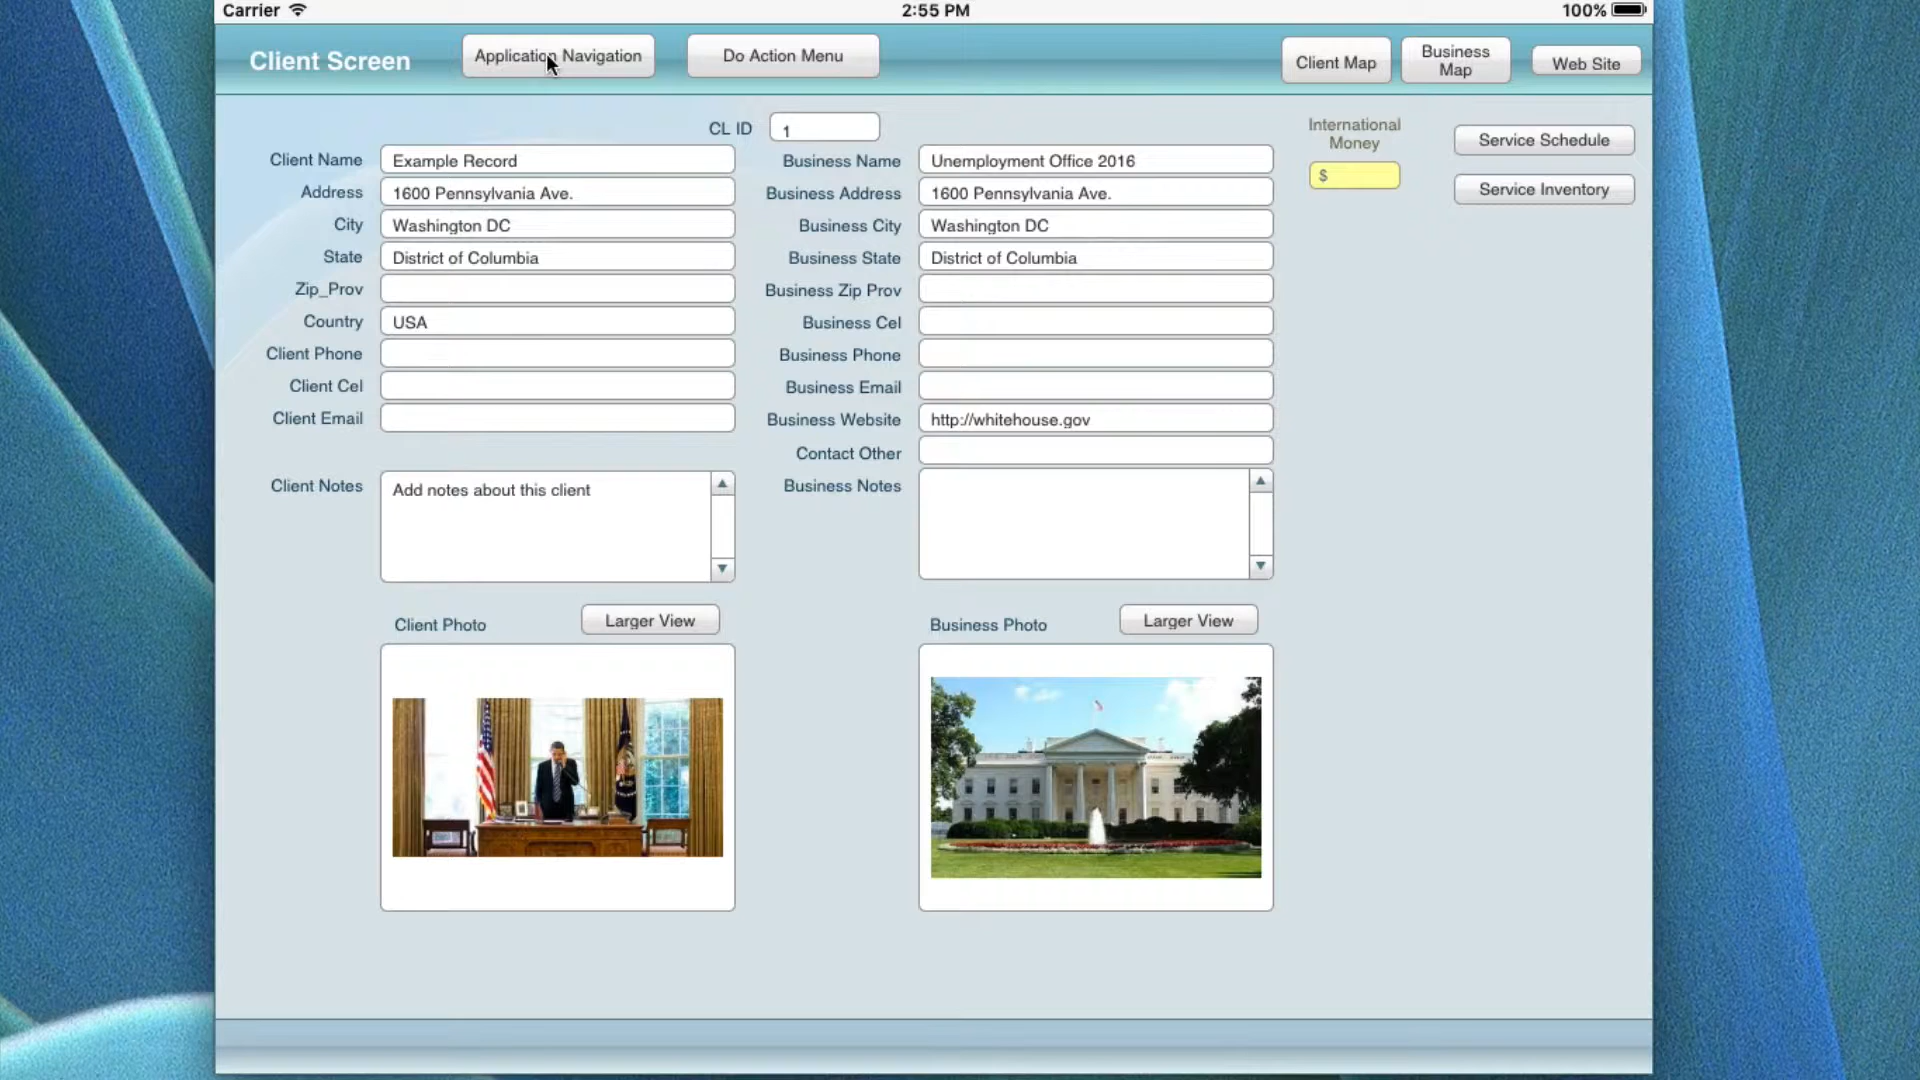 Carrier
2:55 PM
100%
Client Screen
Application Navigation
Do Action Menu
Client Map
Business
Map
Web Site
CL ID
1
International
Money
$
Service Schedule
Service Inventory
Client Name
Example Record
Address
1600 Pennsylvania Ave.
City
Washington DC
State
District of Columbia
Zip_Prov
Country
USA
Client Phone
Client Cel
Client Email
Client Notes
Add notes about this client
Business Name
Unemployment Office 2016
Business Address
1600 Pennsylvania Ave.
Business City
Washington DC
Business State
District of Columbia
Business Zip Prov
Business Cel
Business Phone
Business Email
Business Website
http://whitehouse.gov
Contact Other
Business Notes
Client Photo
Larger View
Business Photo
Larger View